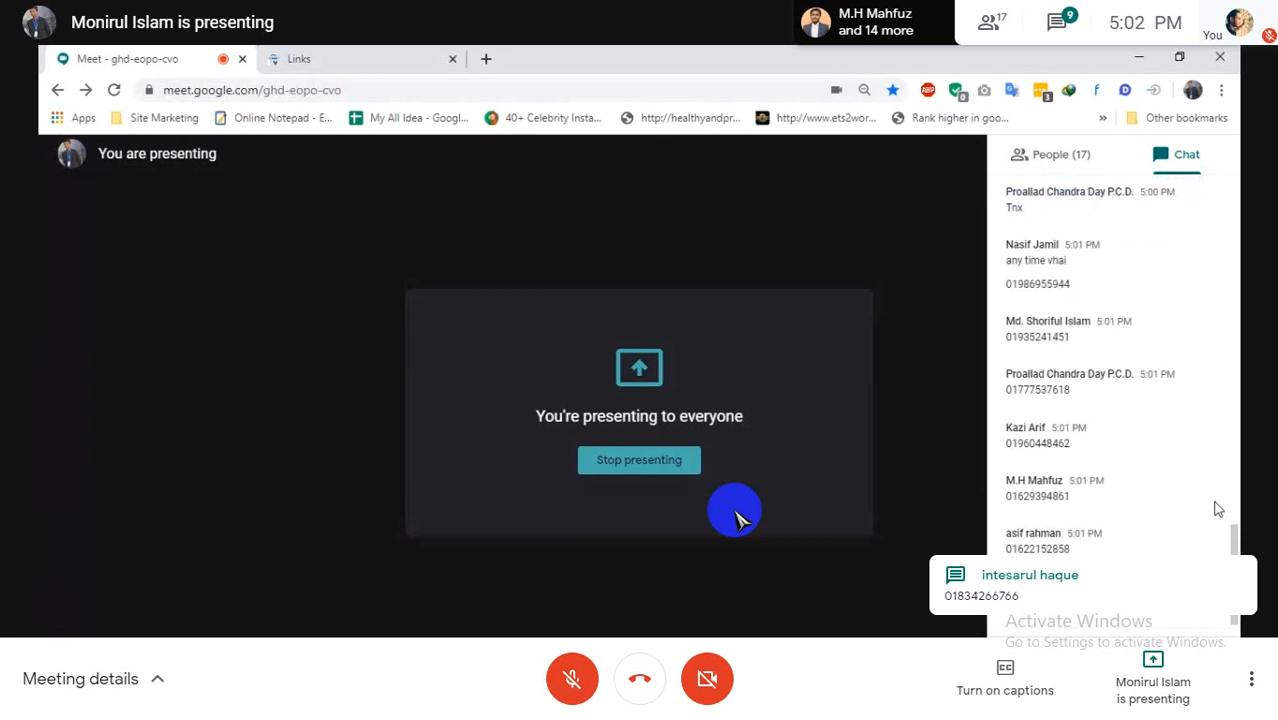 Monirul Islam is presenting
M.H Mahfuz
and 14 more
17
9
5:02 PM
You
Meet - ghd-eopo-cvo
Links
meet.google.com/ghd-eopo-cvo
ABP
0
3
Apps
Site Marketing
Online Notepad - E...
My All Idea - Googl...
40+ Celebrity Insta...
http://healthyandpr...
http://www.ets2wor...
Rank higher in goo...
»
Other bookmarks
You are presenting
People (17)
Chat
Proallad Chandra Day P.C.D. 5:00 PM
Tnx
Nasif Jamil 5:01 PM
any time vhai
01986955944
Md. Shoriful Islam 5:01 PM
01935241451
Proallad Chandra Day P.C.D. 5:01 PM
01777537618
Kazi Arif 5:01 PM
01960448462
M.H Mahfuz 5:01 PM
01629394861
asif rahman 5:01 PM
01622152858
You're presenting to everyone
Stop presenting
intesarul haque
01834266766
Activate Windows
Go to Settings to activate Windows.
Meeting details
CC
Turn on captions
Monirul Islam
is presenting